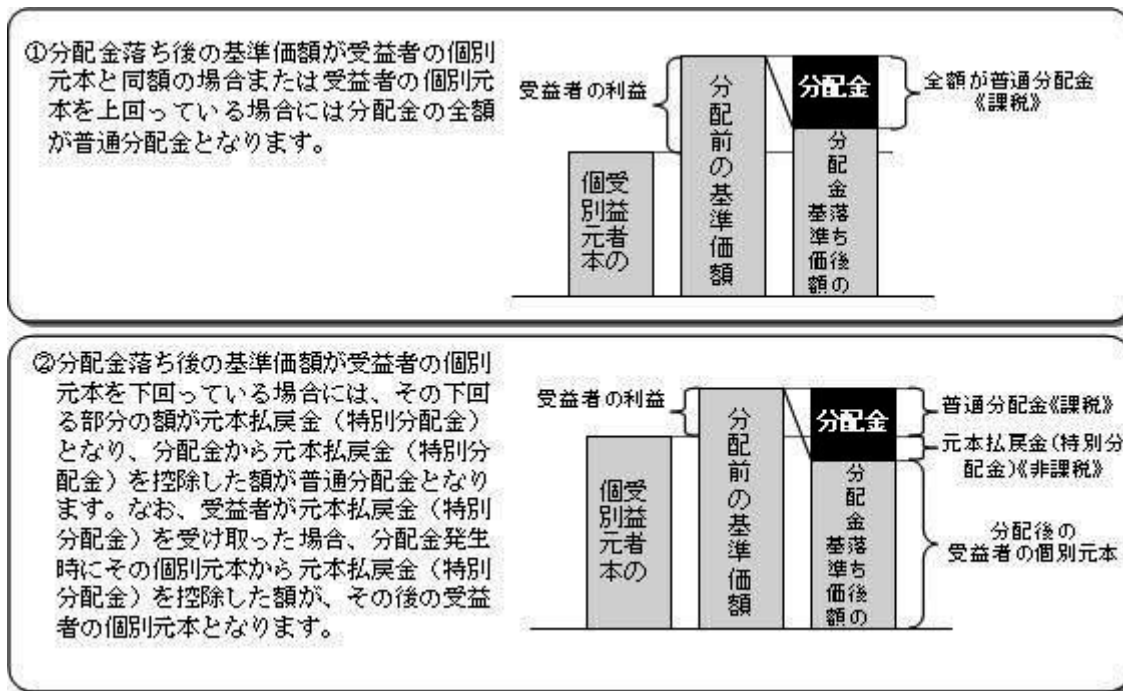 ①分配金落ち後の基準価額が受益者の個別
元本と同額の場合または受益者の個別元
本を上回っている場合には分配金の全額
が普通分配金となります。
受益者の利益
個別元本
受益者の
分配前の基準価額
分配金
分配金落ち後の
基準価額
全額が普通分配金
《課税》
②分配金落ち後の基準価額が受益者の個別
元本を下回っている場合には、その下回
る部分の額が元本払戻金（特別分配金）
となり、分配金から元本払戻金（特別分
配金）を控除した額が普通分配金となり
ます。なお、受益者が元本払戻金（特別
分配金）を受け取った場合、分配金発生
時にその個別元本から元本払戻金（特別
分配金）を控除した額が、その後の受益
者の個別元本となります。
受益者の利益
受益者の
個別元本
分配前の基準価額
分配金
分配金落ち後の
基準価額
普通分配金《課税》
元本払戻金(特別分
配金)《非課税》
分配後の
受益者の個別元本